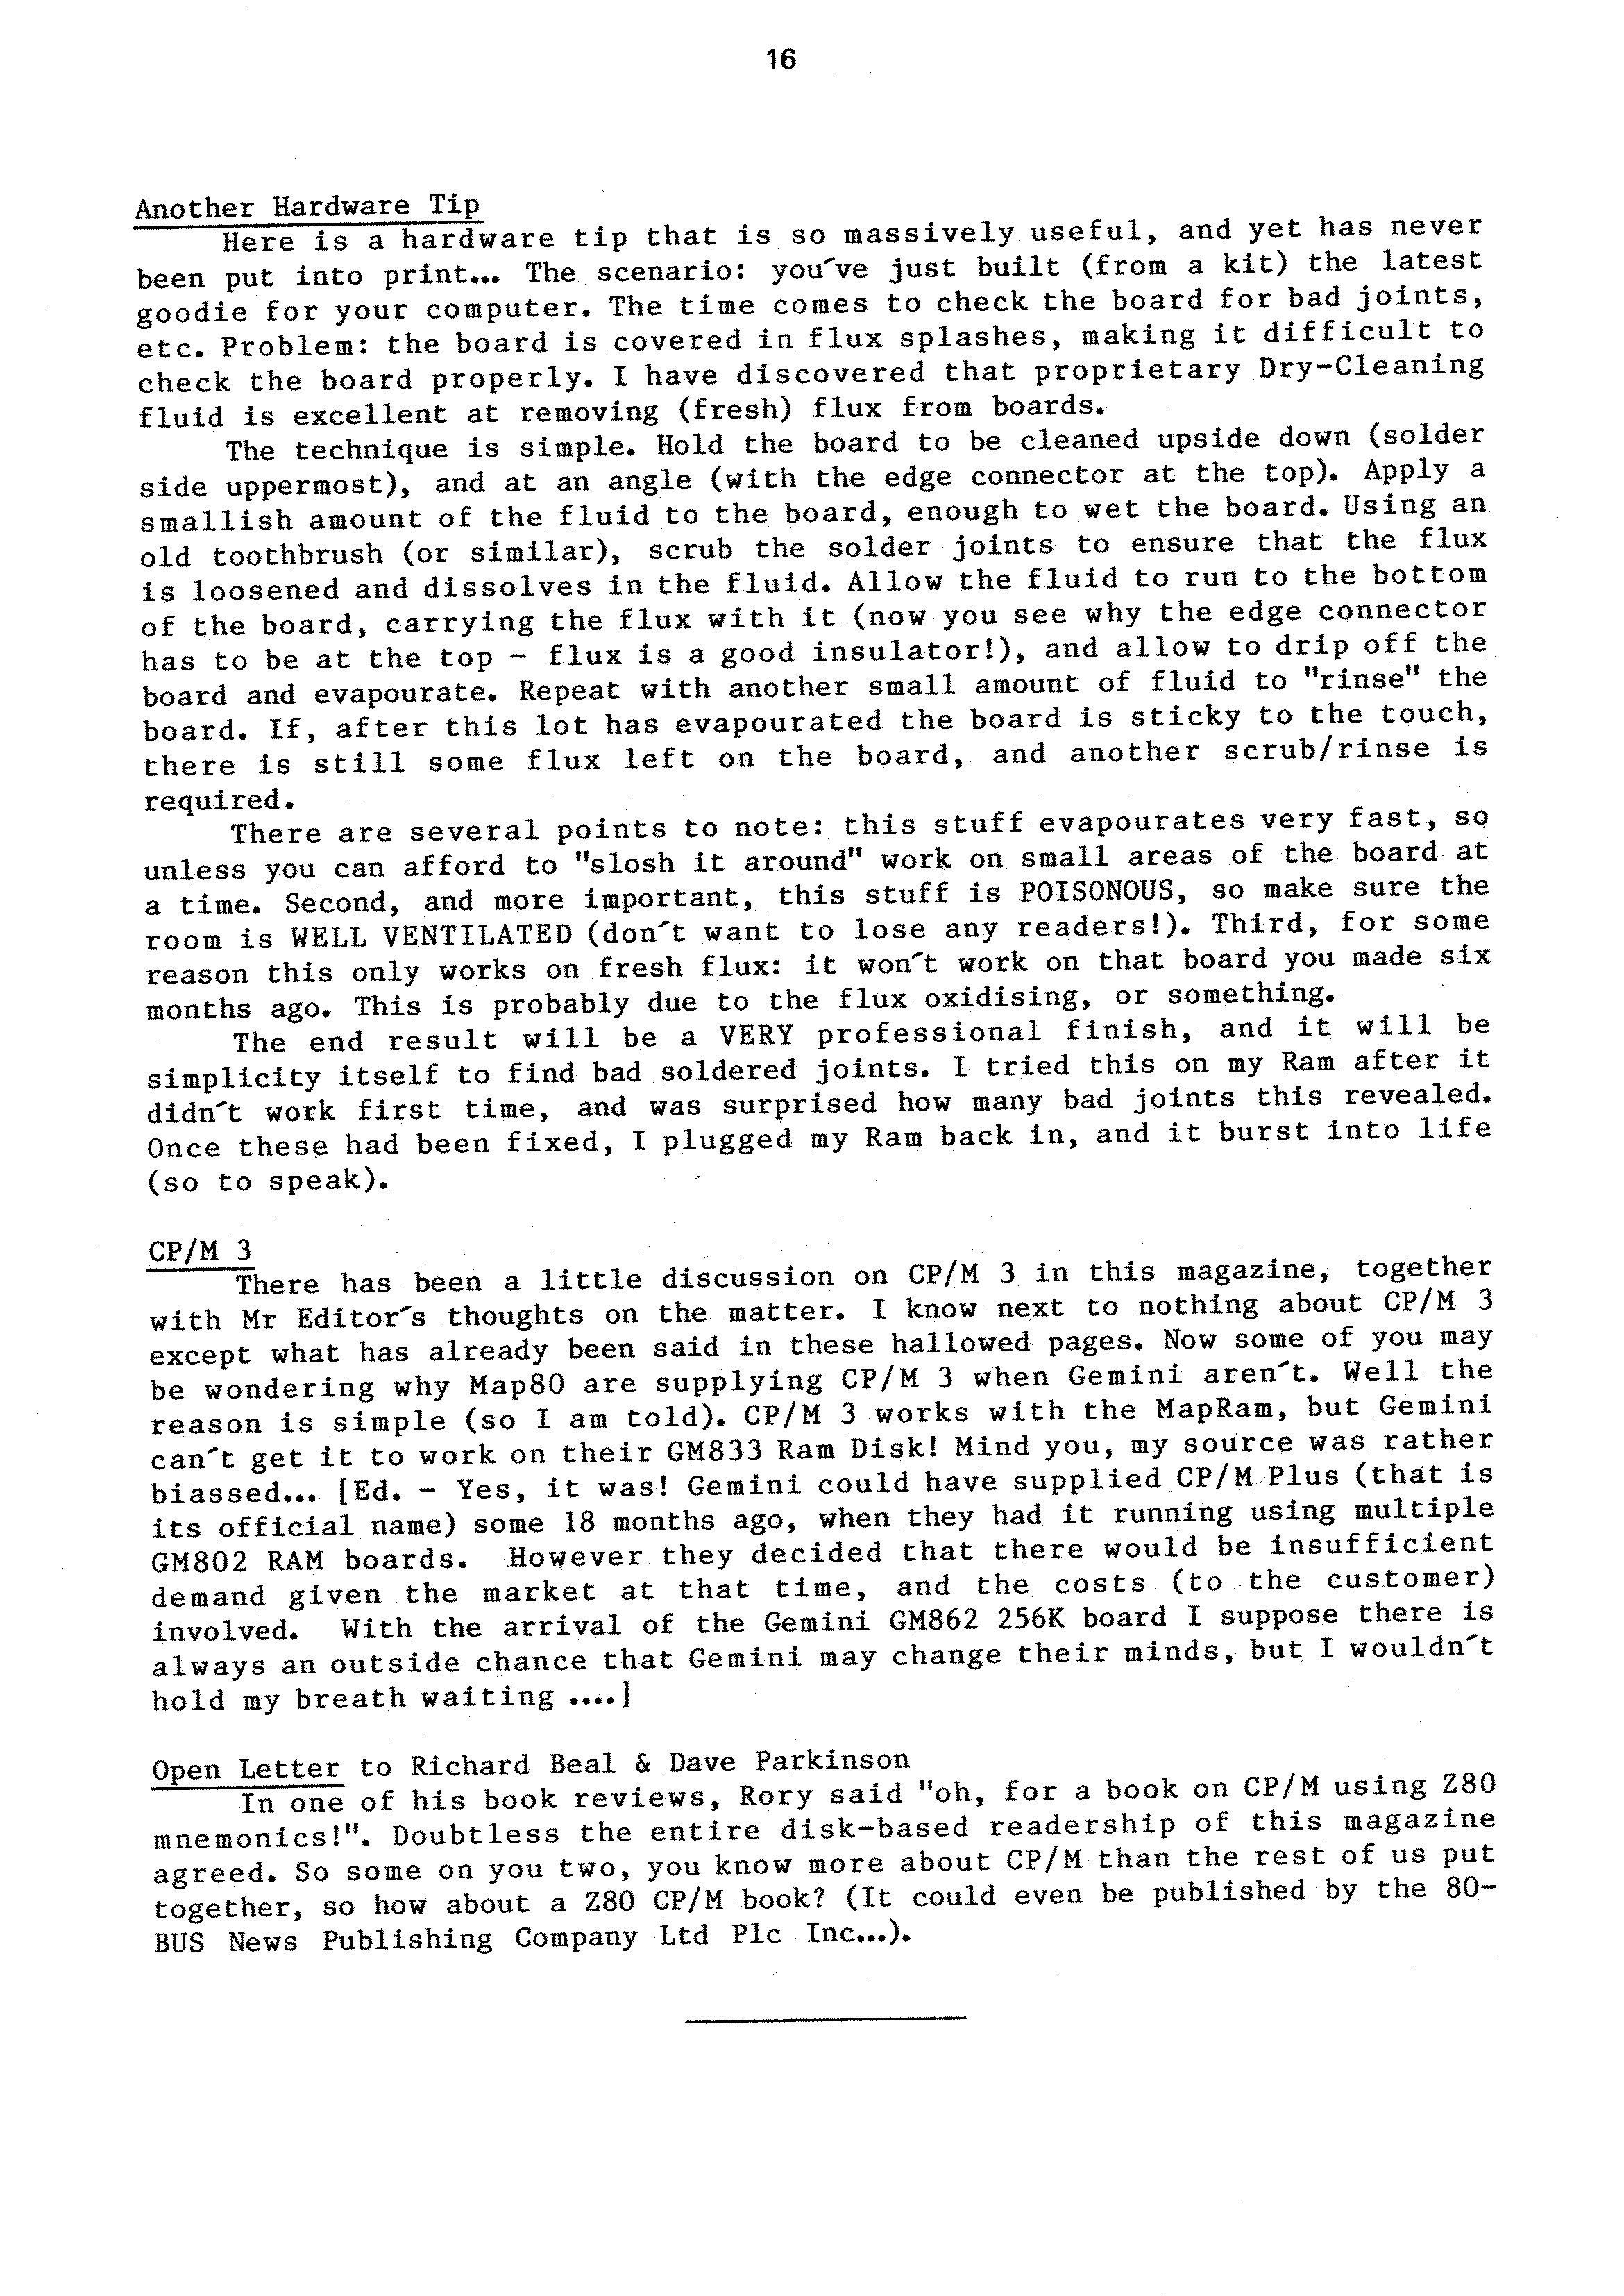 16
Another Hardware Tip
Here is a hardware tip that is so massively useful, and yet has never
been put into print... The scenario: you've just built (from a kit) the latest
goodie for your computer. The time comes to check the board for bad joints,
etc. Problem: the board is covered in flux splashes, making it difficult to
check the board properly. I have discovered that proprietary Dry-Cleaning
fluid is excellent at removing (fresh) flux from boards.
The technique is simple. Hold the board to be cleaned upside down (solder
side uppermost), and at an angle (with the edge connector at the top). Apply a
smallish amount of the fluid to the board, enough to wet the board. Using an
old toothbrush (or similar), scrub the solder joints to ensure that the flux
is loosened and dissolves in the fluid. Allow the fluid to run to the bottom
of the board, carrying the flux with it (now you see why the edge connector
has to be at the top - flux is a good insulator!), and allow to drip off the
board and evapourate. Repeat with another small amount of fluid to "rinse" the
board. If, after this lot has evapourated the board is sticky to the touch,
there is still some flux left on the board, and another scrub/rinse is
required.
There are several points to note: this stuff evapourates very fast, so
unless you can afford to "slosh it around" work on small areas of the board at
a time. Second, and more important, this stuff is POISONOUS, so make sure the
room is WELL VENTILATED (don't want to lose any readers!). Third, for some
reason this only works on fresh flux: it won't work on that board you made six
months ago. This is probably due to the flux oxidising, or something.
The end result will be a VERY professional finish, and it will be
simplicity itself to find bad soldered joints. I tried this on my Ram after it
didn't work first time, and was surprised how many bad joints this revealed.
Once these had been fixed, I plugged my Ram back in, and it burst into life
(so to speak).
CP/M 3
There has been a little discussion on CP/M 3 in this magazine, together
with Mr Editor's thoughts on the matter. I know next to nothing about CP/M 3
except what has already been said in these hallowed pages. Now some of you may
be wondering why Map80 are supplying CP/M 3 when Gemini aren't. Well the
reason is simple (so I am told). CP/M 3 works with the MapRam, but Gemini
can't get it to work on their GM833 Ram Disk! Mind you, my source was rather
biassed... [Ed. - Yes, it was! Gemini could have supplied CP/M Plus (that is
its official name) some 18 months ago, when they had it running using multiple
GM802 RAM boards. However they decided that there would be insufficient
demand given the market at that time, and the costs (to the customer)
involved. With the arrival of the Gemini GM862 256K board I suppose there is
always an outside chance that Gemini may change their minds, but I wouldn't
hold my breath waiting ....]
Open Letter to Richard Beal & Dave Parkinson
In one of his book reviews, Rory said "oh, for a book on CP/M using Z80
mnemonics!". Doubtless the entire disk-based readership of this magazine
agreed. So some on you two, you know more about CP/M than the rest of us put
together, so how about a Z80 CP/M book? (It could even be published by the 80-
BUS News Publishing Company Ltd Plc Inc...).